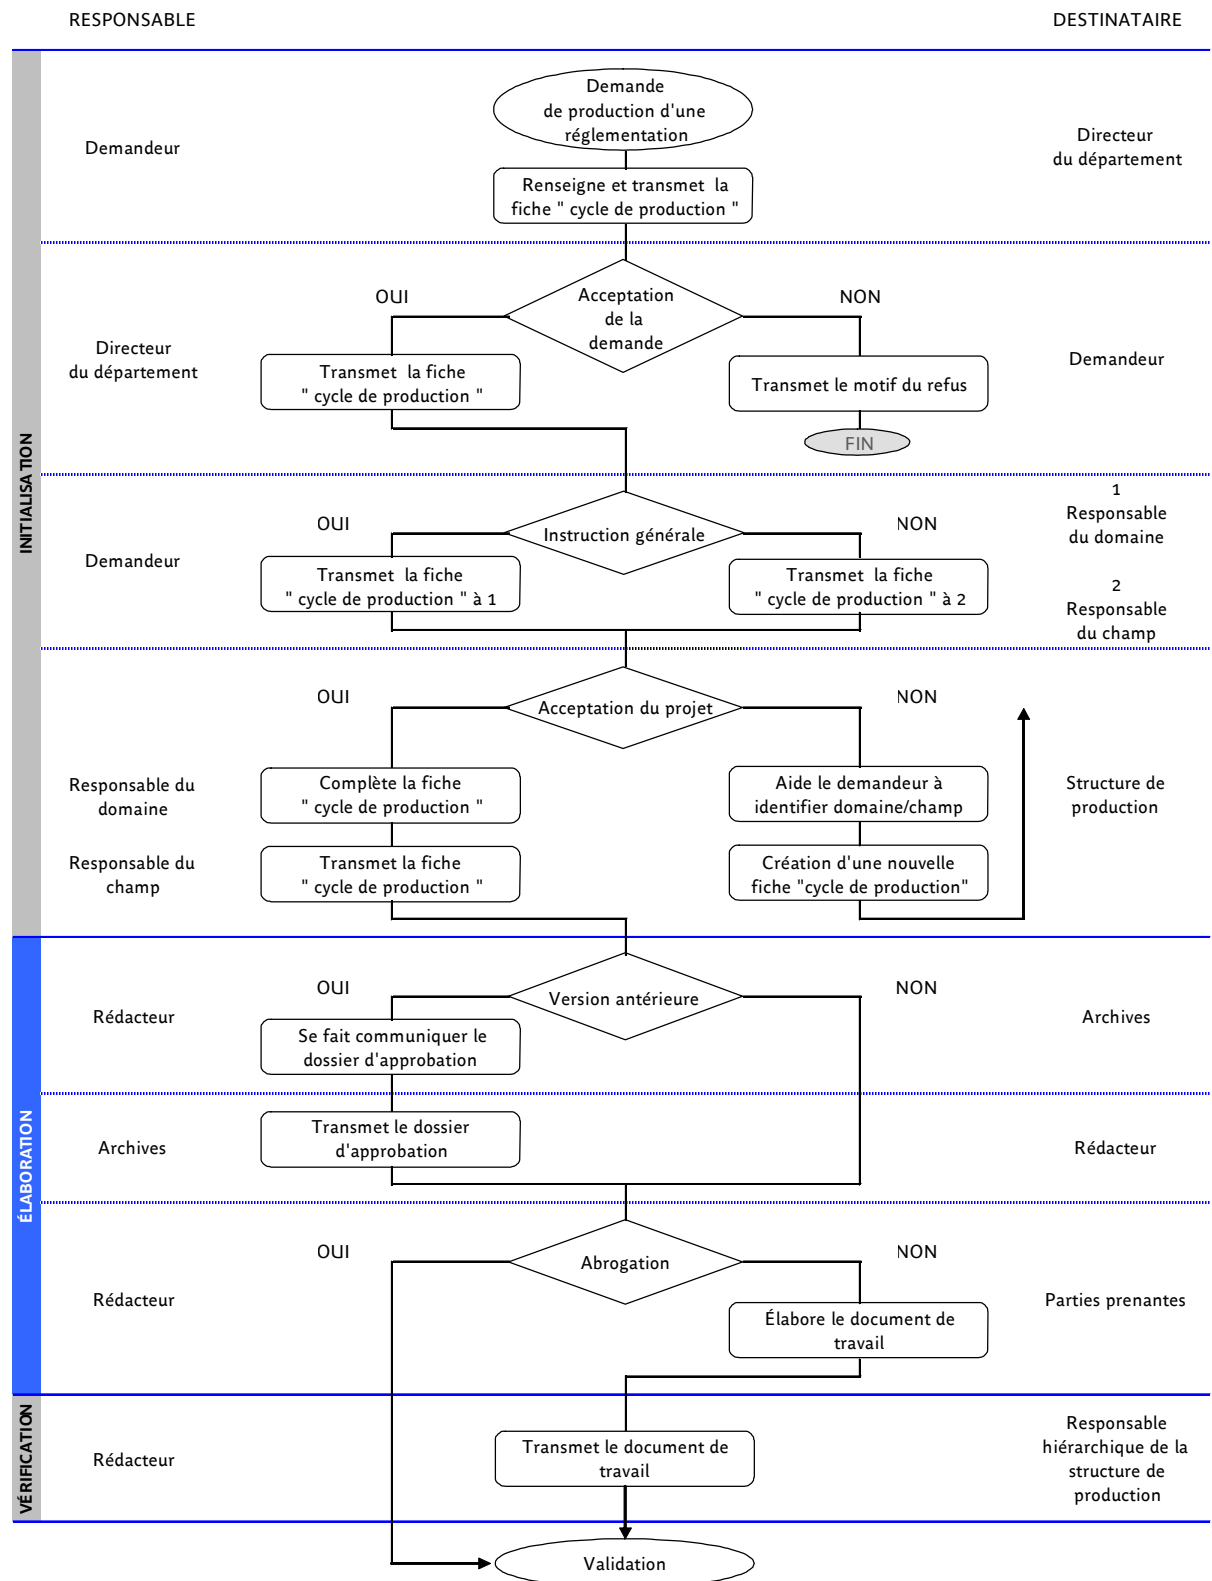 RESPONSABLE
DESTINATAIRE
INITIALISATION
Demandeur
Demande
de production d'une
réglementation
Renseigne et transmet la
fiche " cycle de production "
Directeur
du département
Directeur
du département
OUI
Acceptation
de la
demande
NON
Transmet la fiche
" cycle de production "
Transmet le motif du refus
FIN
Demandeur
Demandeur
OUI
Instruction générale
NON
Transmet la fiche
" cycle de production " à 1
Transmet la fiche
" cycle de production " à 2
1
Responsable
du domaine
2
Responsable
du champ
OUI
Acceptation du projet
NON
Responsable du
domaine
Complète la fiche
" cycle de production "
Aide le demandeur à
identifier domaine/champ
Structure de
production
Responsable du
champ
Transmet la fiche
" cycle de production "
Création d'une nouvelle
fiche "cycle de production"
ÉLABORATION
Rédacteur
OUI
Version antérieure
NON
Se fait communiquer le
dossier d'approbation
Archives
Archives
Transmet le dossier
d'approbation
Rédacteur
Rédacteur
OUI
Abrogation
NON
Élabore le document de
travail
Parties prenantes
VÉRIFICATION
Rédacteur
Transmet le document de
travail
Responsable
hiérarchique de la
structure de
production
Validation